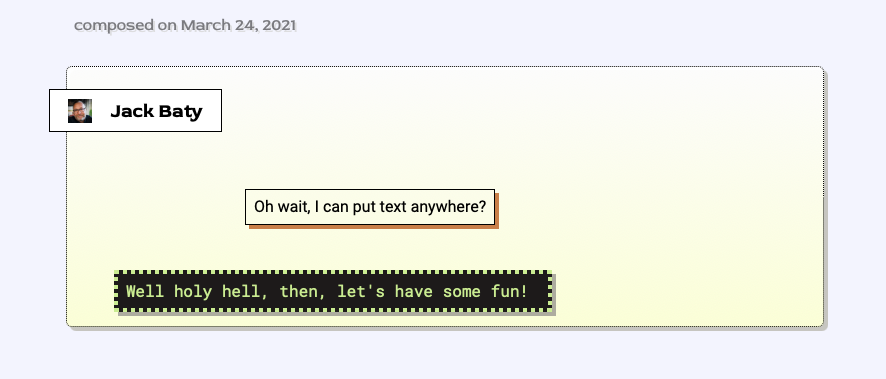 composed on March 24, 2021
Jack Baty
Oh wait, I can put text anywhere?
Well holy hell, then, let's have some fun!